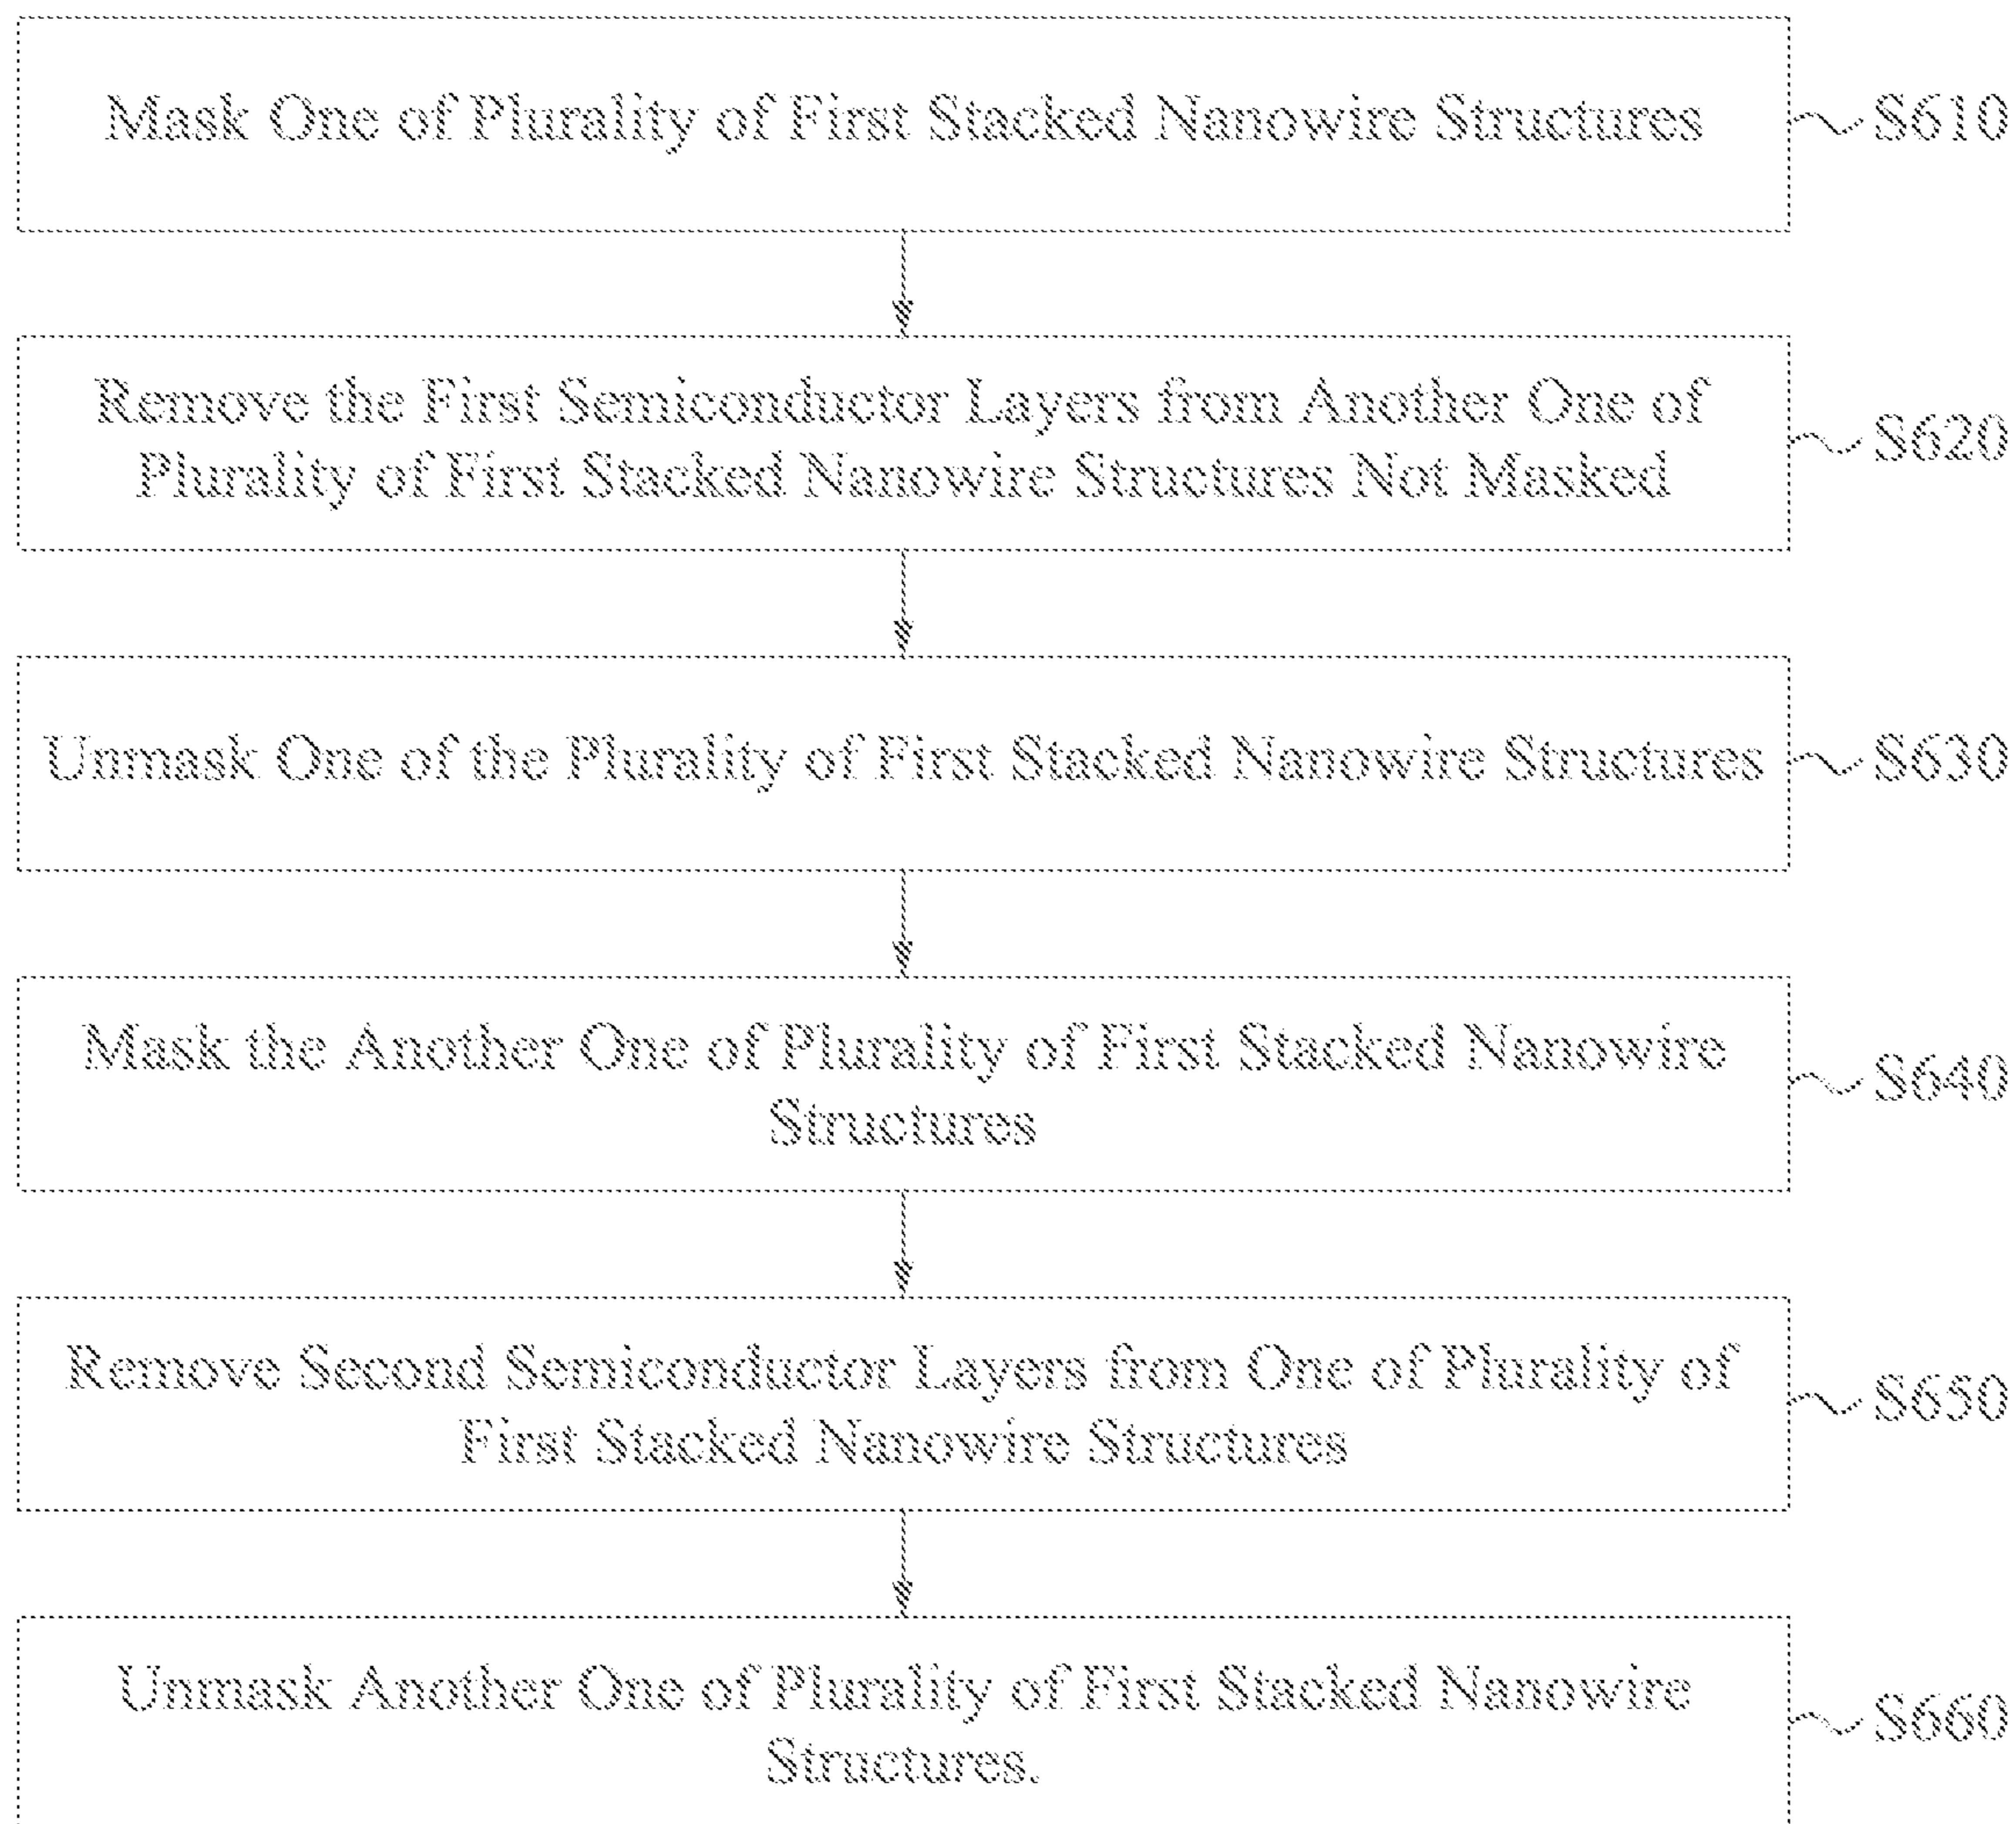 Mask One of Plurality of First Stacked Nanowire Structures
S610
Remove the First Semiconductor Layers from Another One of
Plurality of First Stacked Nanowire Structures Not Masked
S620
Unmask One of the Plurality of First Stacked Nanowire Structures
S630
Mask the Another One of Plurality of First Stacked Nanowire
Structures
S640
Remove Second Semiconductor Layers from One of Plurality of
First Stacked Nanowire Structures
S650
Unmask Another One of Plurality of First Stacked Nanowire
Structures.
S660